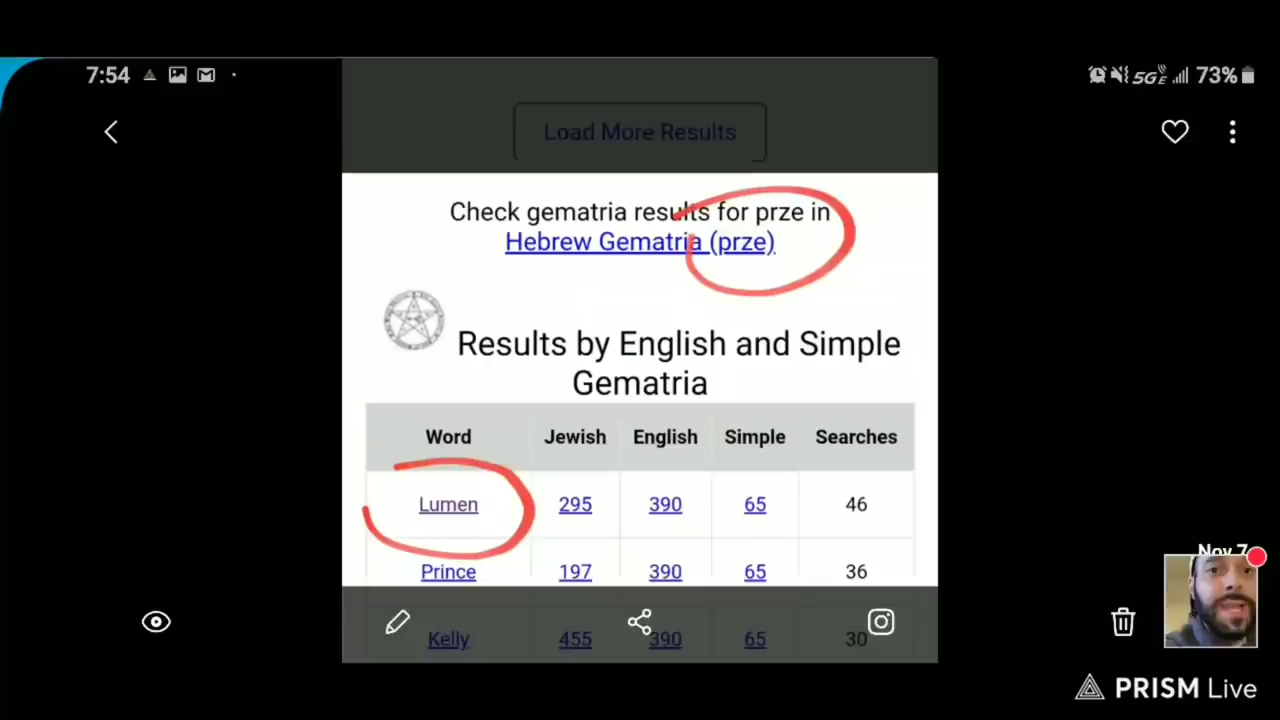 7:54
5GE 73%
Load More Results
Check gematria results for prze in
Hebrew Gematria (prze)
Results by English and Simple
Gematria
Word Jewish English Simple Searches
Lumen 295 390 65 46
Prince 197 390 65 36
Kelly 455 390 65 30
Nov 7
PRISM Live